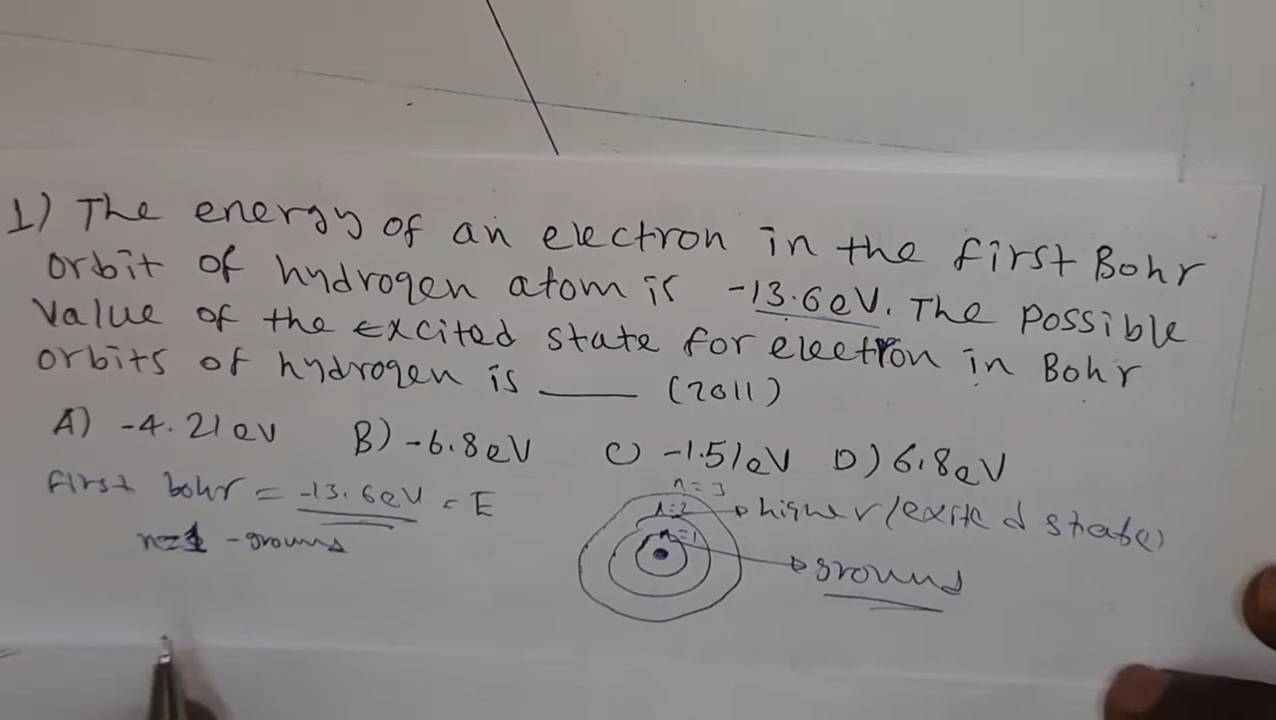 1) The energy of an electron in the first Bohr
orbit of hydrogen atom is -13.6eV. The possible
value of the excited state for electron in Bohr
orbits of hydrogen is ____ (2011)
A) -4.21eV B) -6.8eV C) -1.51eV D) 6.8eV
n=3
first bohr = -13.6eV = E
n=2 → higher/excited state()
n=1 - ground
n=1
→ ground